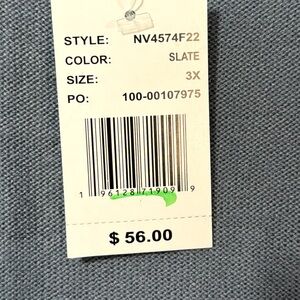 STYLE: NV4574F22
COLOR: SLATE
SIZE: 3X
PO: 100-00107975
1 96128 71909 9
$ 56.00